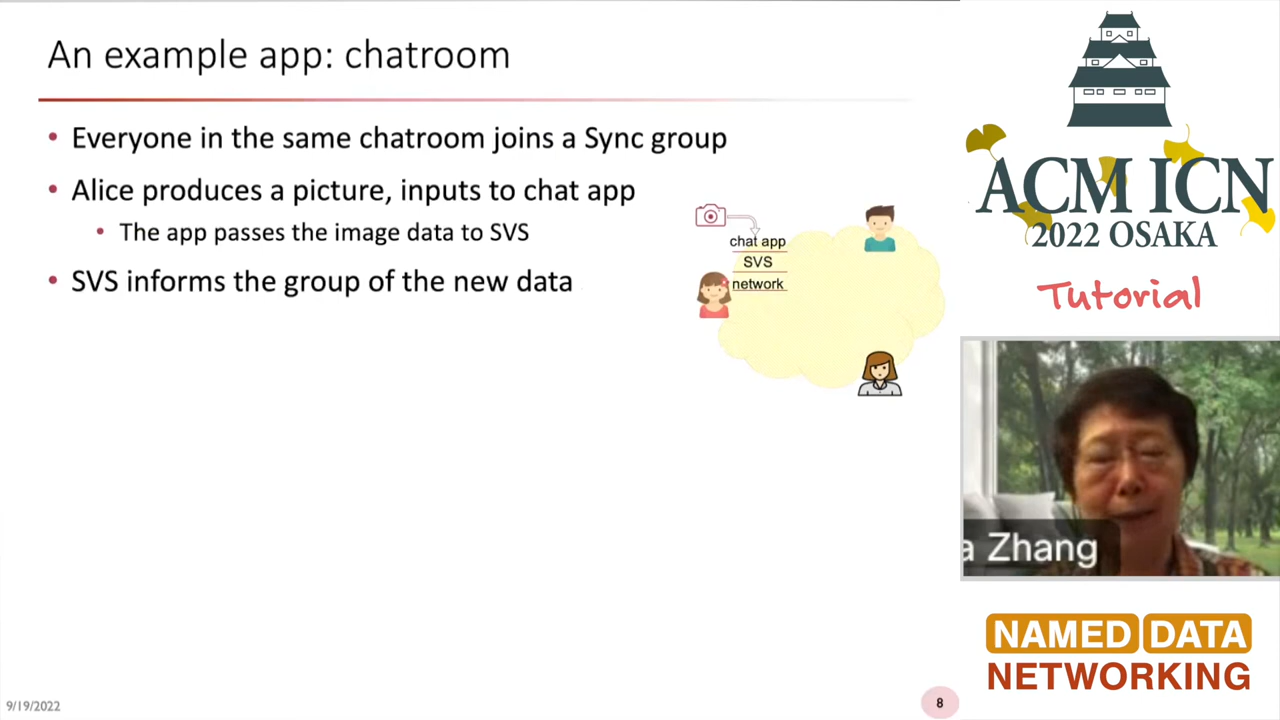 An example app: chatroom
• Everyone in the same chatroom joins a Sync group
• Alice produces a picture, inputs to chat app
• The app passes the image data to SVS
• SVS informs the group of the new data
chat app
SVS
network
9/19/2022
8
ACM ICN
2022 OSAKA
Tutorial
a Zhang
NAMED DATA
NETWORKING